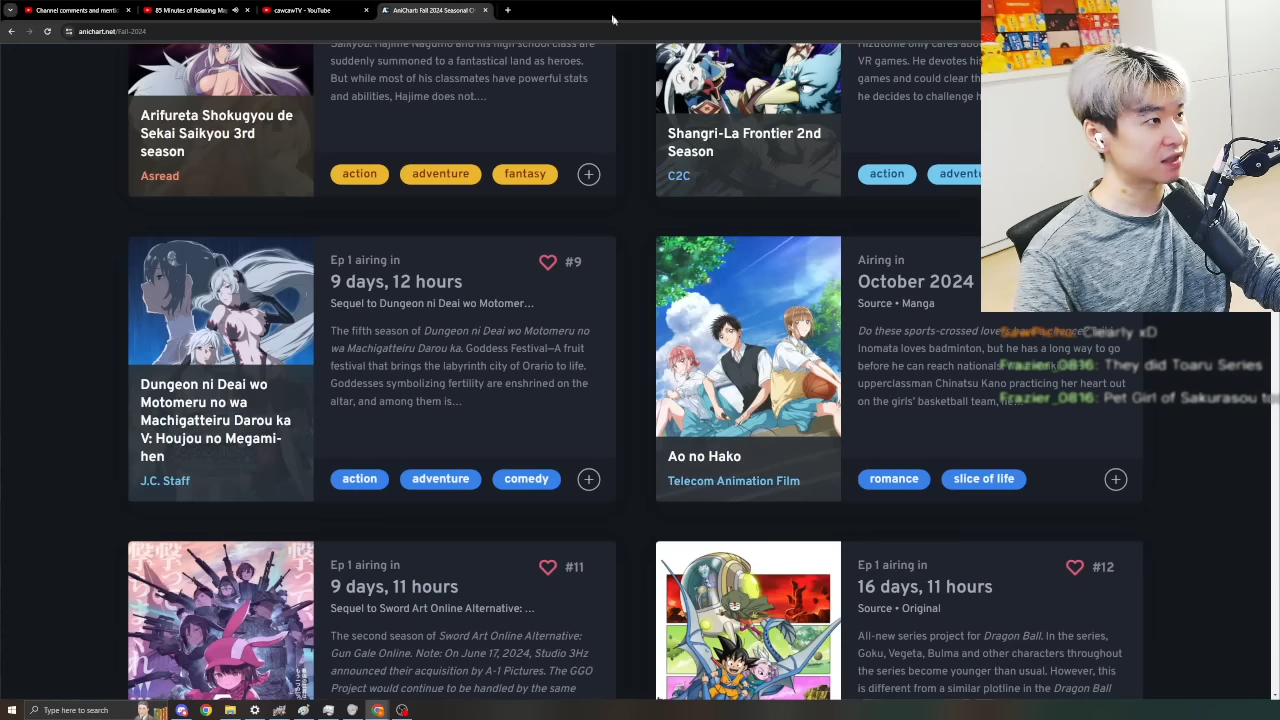 Channel comments and menti
85 Minutes of Relaxing Ma
cawcawTV - YouTube
AniChart: Fall 2024 Seasonal C
anichart.net/Fall-2024
Arifureta Shokugyou de
Sekai Saikyou 3rd
season
Asread
Saikyou. Hajime Nagumo and his high school class are
suddenly summoned to a fantastical land as heroes.
But while most of his classmates have powerful stats
and abilities, Hajime does not....
action
adventure
fantasy
Shangri-La Frontier 2nd
Season
C2C
Hizutome only cares abou
VR games. He devotes his
games and could clear th
he decides to challenge h
action
Dungeon ni Deai wo
Motomeru no wa
Machigatteiru Darou ka
V: Houjou no Megami-
hen
J.C. Staff
Ep 1 airing in
9 days, 12 hours
#9
Sequel to Dungeon ni Deai wo Motomer...
The fifth season of Dungeon ni Deai wo Motomeru no
wa Machigatteiru Darou ka. Goddess Festival—A fruit
festival that brings the labyrinth city of Orario to life.
Goddesses symbolizing fertility are enshrined on the
altar, and among them is...
action
adventure
comedy
Ao no Hako
Telecom Animation Film
Airing in
October 2024
Source • Manga
Do these sports-crossed lovers
Inomata loves badminton, but he has a long way to go
before he can reach nationals
upperclassman Chinatsu Kano practicing her heart out
on the girls' basketball team,
romance
slice of life
Clearly xD
Frazier_0816: They did Toaru Series
Frazier_0816: Pet Girl of Sakurasou to
Ep 1 airing in
9 days, 11 hours
#11
Sequel to Sword Art Online Alternative: ...
The second season of Sword Art Online Alternative:
Gun Gale Online. Note: On June 17, 2024, Studio 3Hz
announced their acquisition by A-1 Pictures. The GGO
Project would continue to be handled by the same
Ep 1 airing in
16 days, 11 hours
#12
Source • Original
All-new series project for Dragon Ball. In the series,
Goku, Vegeta, Bulma and other characters throughout
the series become younger than usual. However, this
is different from a similar plotline in the Dragon Ball
Type here to search